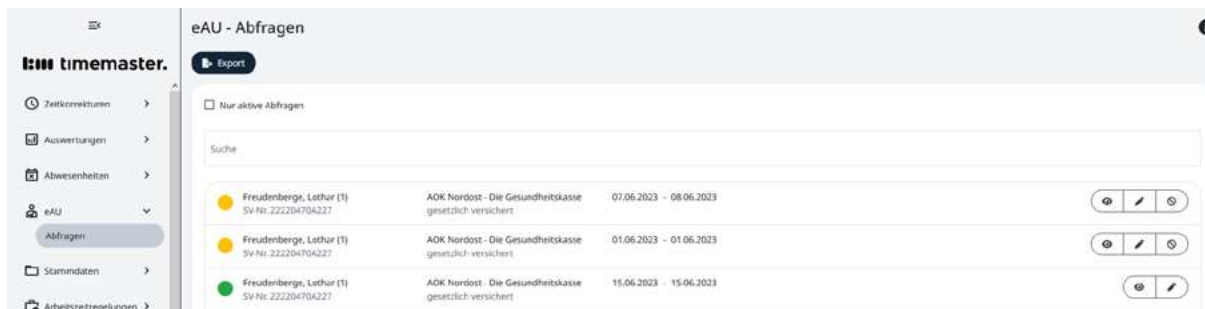 eAU - Abfragen
timemaster.
Export
Zeitkorrekturen
Nur aktive Abfragen
Auswertungen
Suche
Abwesenheiten
eAU
Abfragen
Stammdaten
Arbeitszeitregelungen
Freudenberge, Lothar (1)
SV-Nr. 22220470A227
AOK Nordost - Die Gesundheitskasse
gesetzlich versichert
07.06.2023 - 08.06.2023
Freudenberge, Lothar (1)
SV-Nr. 22220470A227
AOK Nordost - Die Gesundheitskasse
gesetzlich versichert
01.06.2023 - 01.06.2023
Freudenberge, Lothar (1)
SV-Nr. 22220470A227
AOK Nordost - Die Gesundheitskasse
gesetzlich versichert
15.06.2023 - 15.06.2023